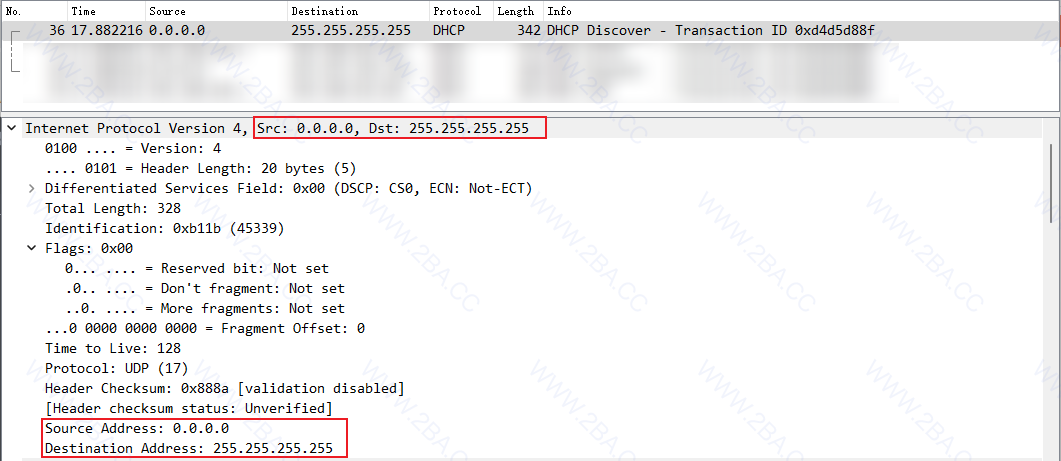 No. Time Source Destination Protocol Length Info
36 17.882216 0.0.0.0 255.255.255.255 DHCP 342 DHCP Discover - Transaction ID 0xd4d5d88f
Internet Protocol Version 4, Src: 0.0.0.0, Dst: 255.255.255.255
0100 .... = Version: 4
.... 0101 = Header Length: 20 bytes (5)
Differentiated Services Field: 0x00 (DSCP: CS0, ECN: Not-ECT)
Total Length: 328
Identification: 0xb11b (45339)
Flags: 0x00
0... .... = Reserved bit: Not set
.0.. .... = Don't fragment: Not set
..0. .... = More fragments: Not set
...0 0000 0000 0000 = Fragment Offset: 0
Time to Live: 128
Protocol: UDP (17)
Header Checksum: 0x888a [validation disabled]
[Header checksum status: Unverified]
Source Address: 0.0.0.0
Destination Address: 255.255.255.255
WWW.2BA.CC